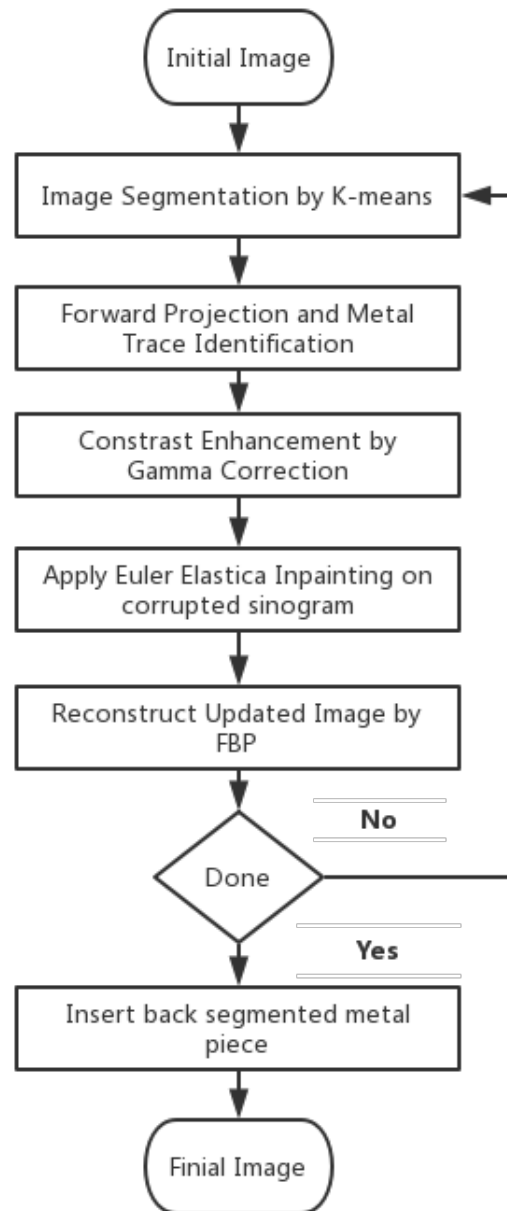 Initial Image
Image Segmentation by K-means
Forward Projection and Metal
Trace Identification
Constrast Enhancement by
Gamma Correction
Apply Euler Elastica Inpainting on
corrupted sinogram
Reconstruct Updated Image by
FBP
No
Done
Yes
Insert back segmented metal
piece
Finial Image